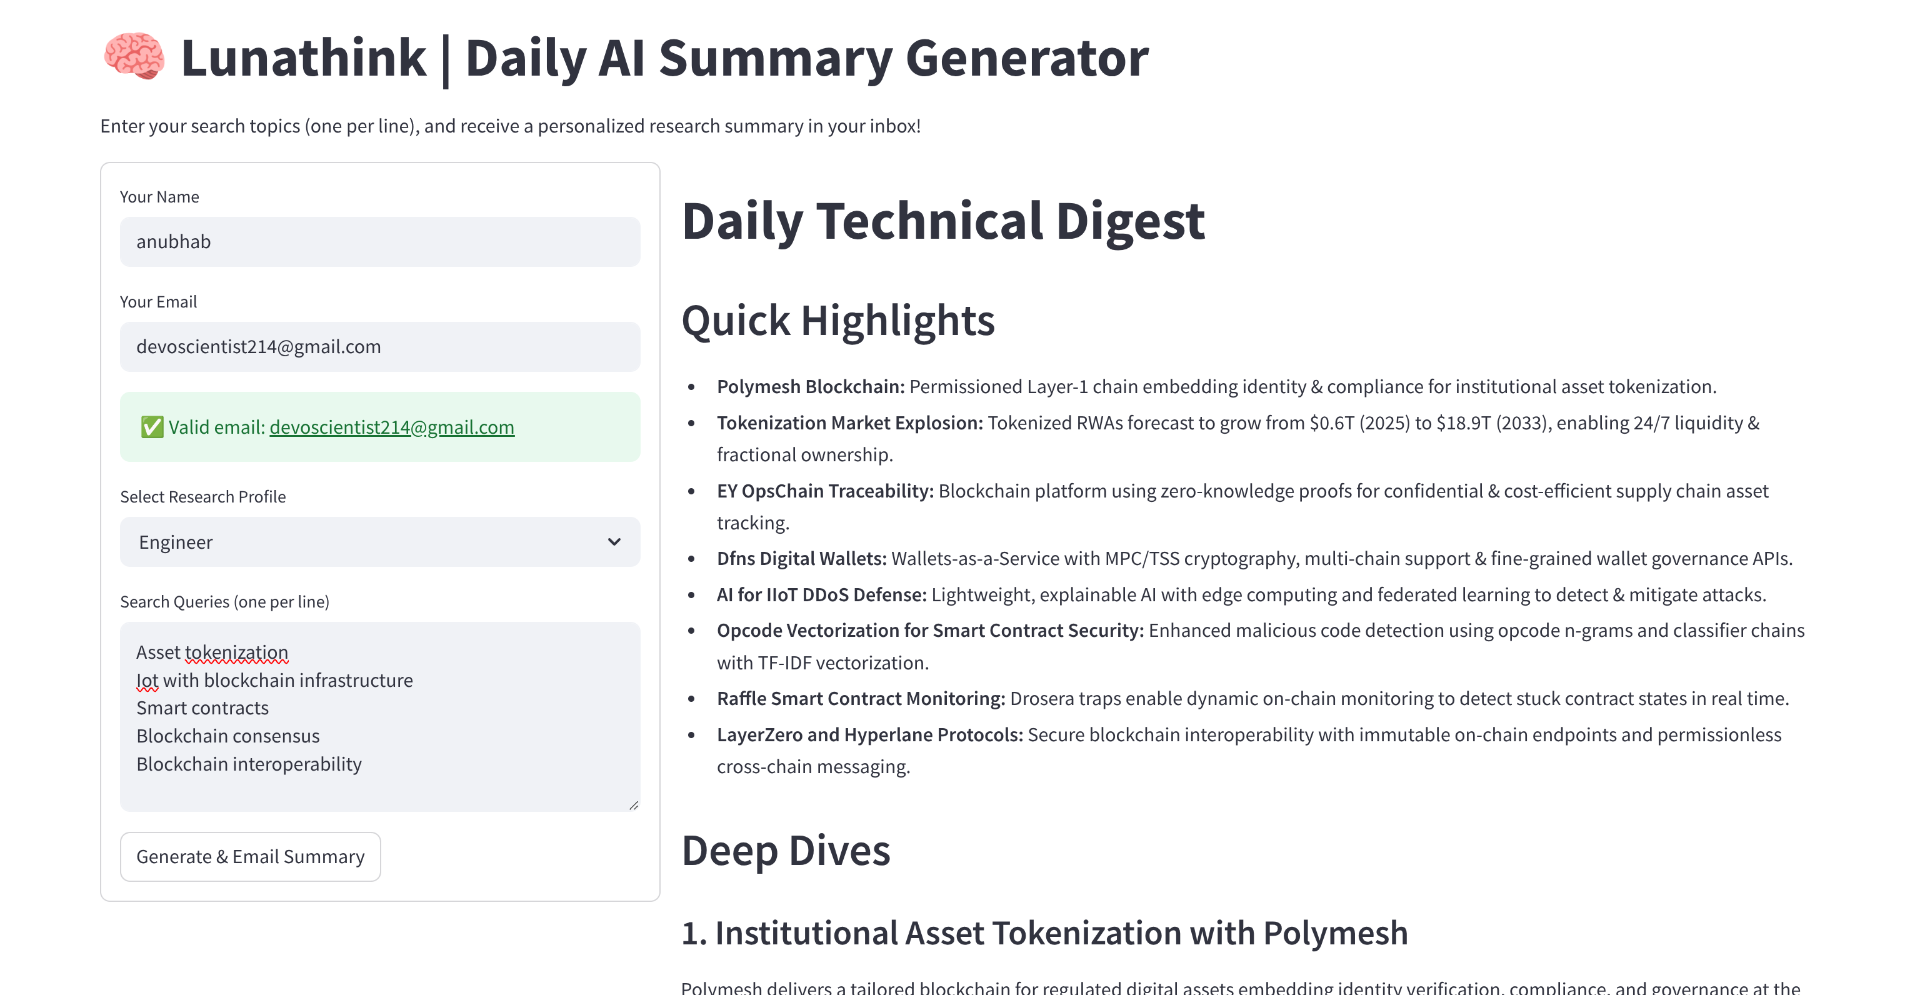 🧠 Lunathink | Daily AI Summary Generator
Enter your search topics (one per line), and receive a personalized research summary in your inbox!
Your Name
anubhab
Your Email
devoscientist214@gmail.com
✅ Valid email: devoscientist214@gmail.com
Select Research Profile
Engineer
Search Queries (one per line)
Asset tokenization
Iot with blockchain infrastructure
Smart contracts
Blockchain consensus
Blockchain interoperability
Generate & Email Summary
Daily Technical Digest
Quick Highlights
• Polymesh Blockchain: Permissioned Layer-1 chain embedding identity & compliance for institutional asset tokenization.
• Tokenization Market Explosion: Tokenized RWAs forecast to grow from $0.6T (2025) to $18.9T (2033), enabling 24/7 liquidity &
fractional ownership.
• EY OpsChain Traceability: Blockchain platform using zero-knowledge proofs for confidential & cost-efficient supply chain asset
tracking.
• Dfns Digital Wallets: Wallets-as-a-Service with MPC/TSS cryptography, multi-chain support & fine-grained wallet governance APIs.
• AI for IIoT DDoS Defense: Lightweight, explainable AI with edge computing and federated learning to detect & mitigate attacks.
• Opcode Vectorization for Smart Contract Security: Enhanced malicious code detection using opcode n-grams and classifier chains
with TF-IDF vectorization.
• Raffle Smart Contract Monitoring: Drosera traps enable dynamic on-chain monitoring to detect stuck contract states in real time.
• LayerZero and Hyperlane Protocols: Secure blockchain interoperability with immutable on-chain endpoints and permissionless
cross-chain messaging.
Deep Dives
1. Institutional Asset Tokenization with Polymesh
Polymesh delivers a tailored blockchain for regulated digital assets embedding identity verification, compliance, and governance at the